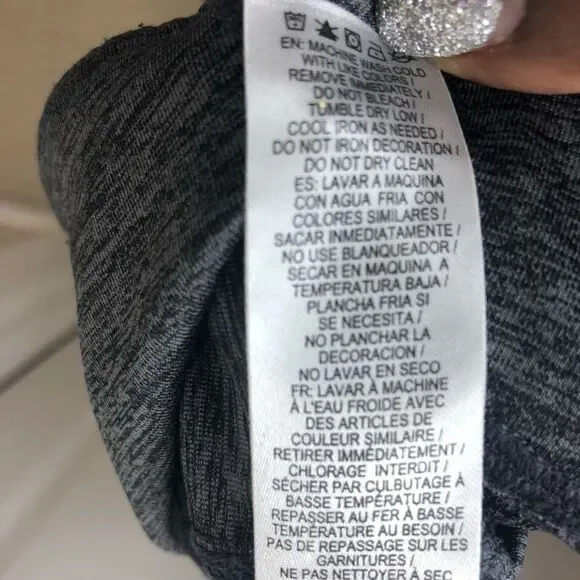 EN: MACHINE WASH COLD
WITH LIKE COLORS /
REMOVE IMMEDIATELY /
DO NOT BLEACH /
TUMBLE DRY LOW /
COOL IRON AS NEEDED /
DO NOT IRON DECORATION /
DO NOT DRY CLEAN
ES: LAVAR A MAQUINA
CON AGUA FRIA CON
COLORES SIMILARES /
SACAR INMEDIATAMENTE /
NO USE BLANQUEADOR /
SECAR EN MAQUINA A
TEMPERATURA BAJA /
PLANCHA FRIA SI
SE NECESITA /
NO PLANCHAR LA
DECORACION /
NO LAVAR EN SECO
FR: LAVAR À MACHINE
À L'EAU FROIDE AVEC
DES ARTICLES DE
COULEUR SIMILAIRE /
RETIRER IMMÉDIATEMENT /
CHLORAGE INTERDIT /
SÉCHER PAR CULBUTAGE À
BASSE TEMPÉRATURE /
REPASSER AU FER À BASSE
TEMPÉRATURE AU BESOIN /
PAS DE REPASSAGE SUR LES
GARNITURES /
NE PAS NETTOYER À SEC